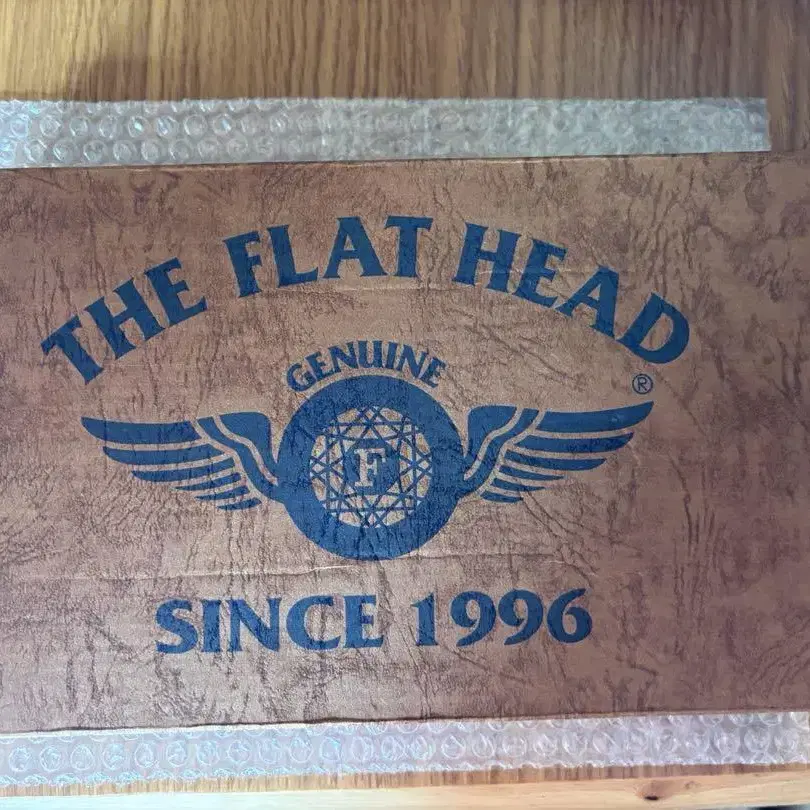 THE FLAT HEAD
®
GENUINE
F
SINCE 1996